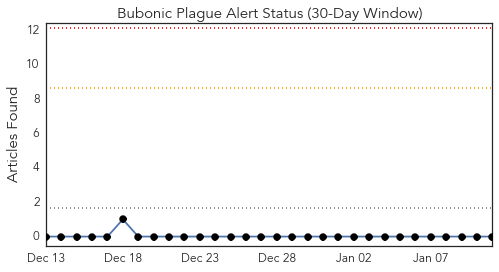 Bubonic Plague Alert Status (30-Day Window)
Articles Found
12
10
8
6
4
2
0
Dec 13 Dec 18 Dec 23 Dec 28 Jan 02 Jan 07